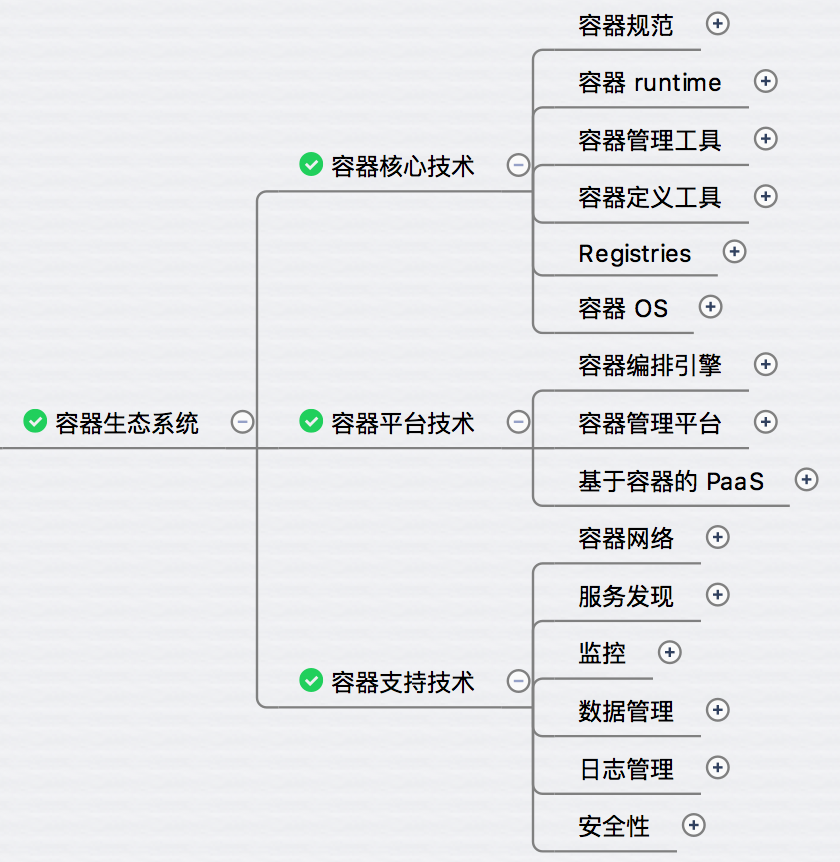 容器生态系统
容器核心技术
容器规范
容器 runtime
容器管理工具
容器定义工具
Registries
容器 OS
容器平台技术
容器编排引擎
容器管理平台
基于容器的 PaaS
容器支持技术
容器网络
服务发现
监控
数据管理
日志管理
安全性